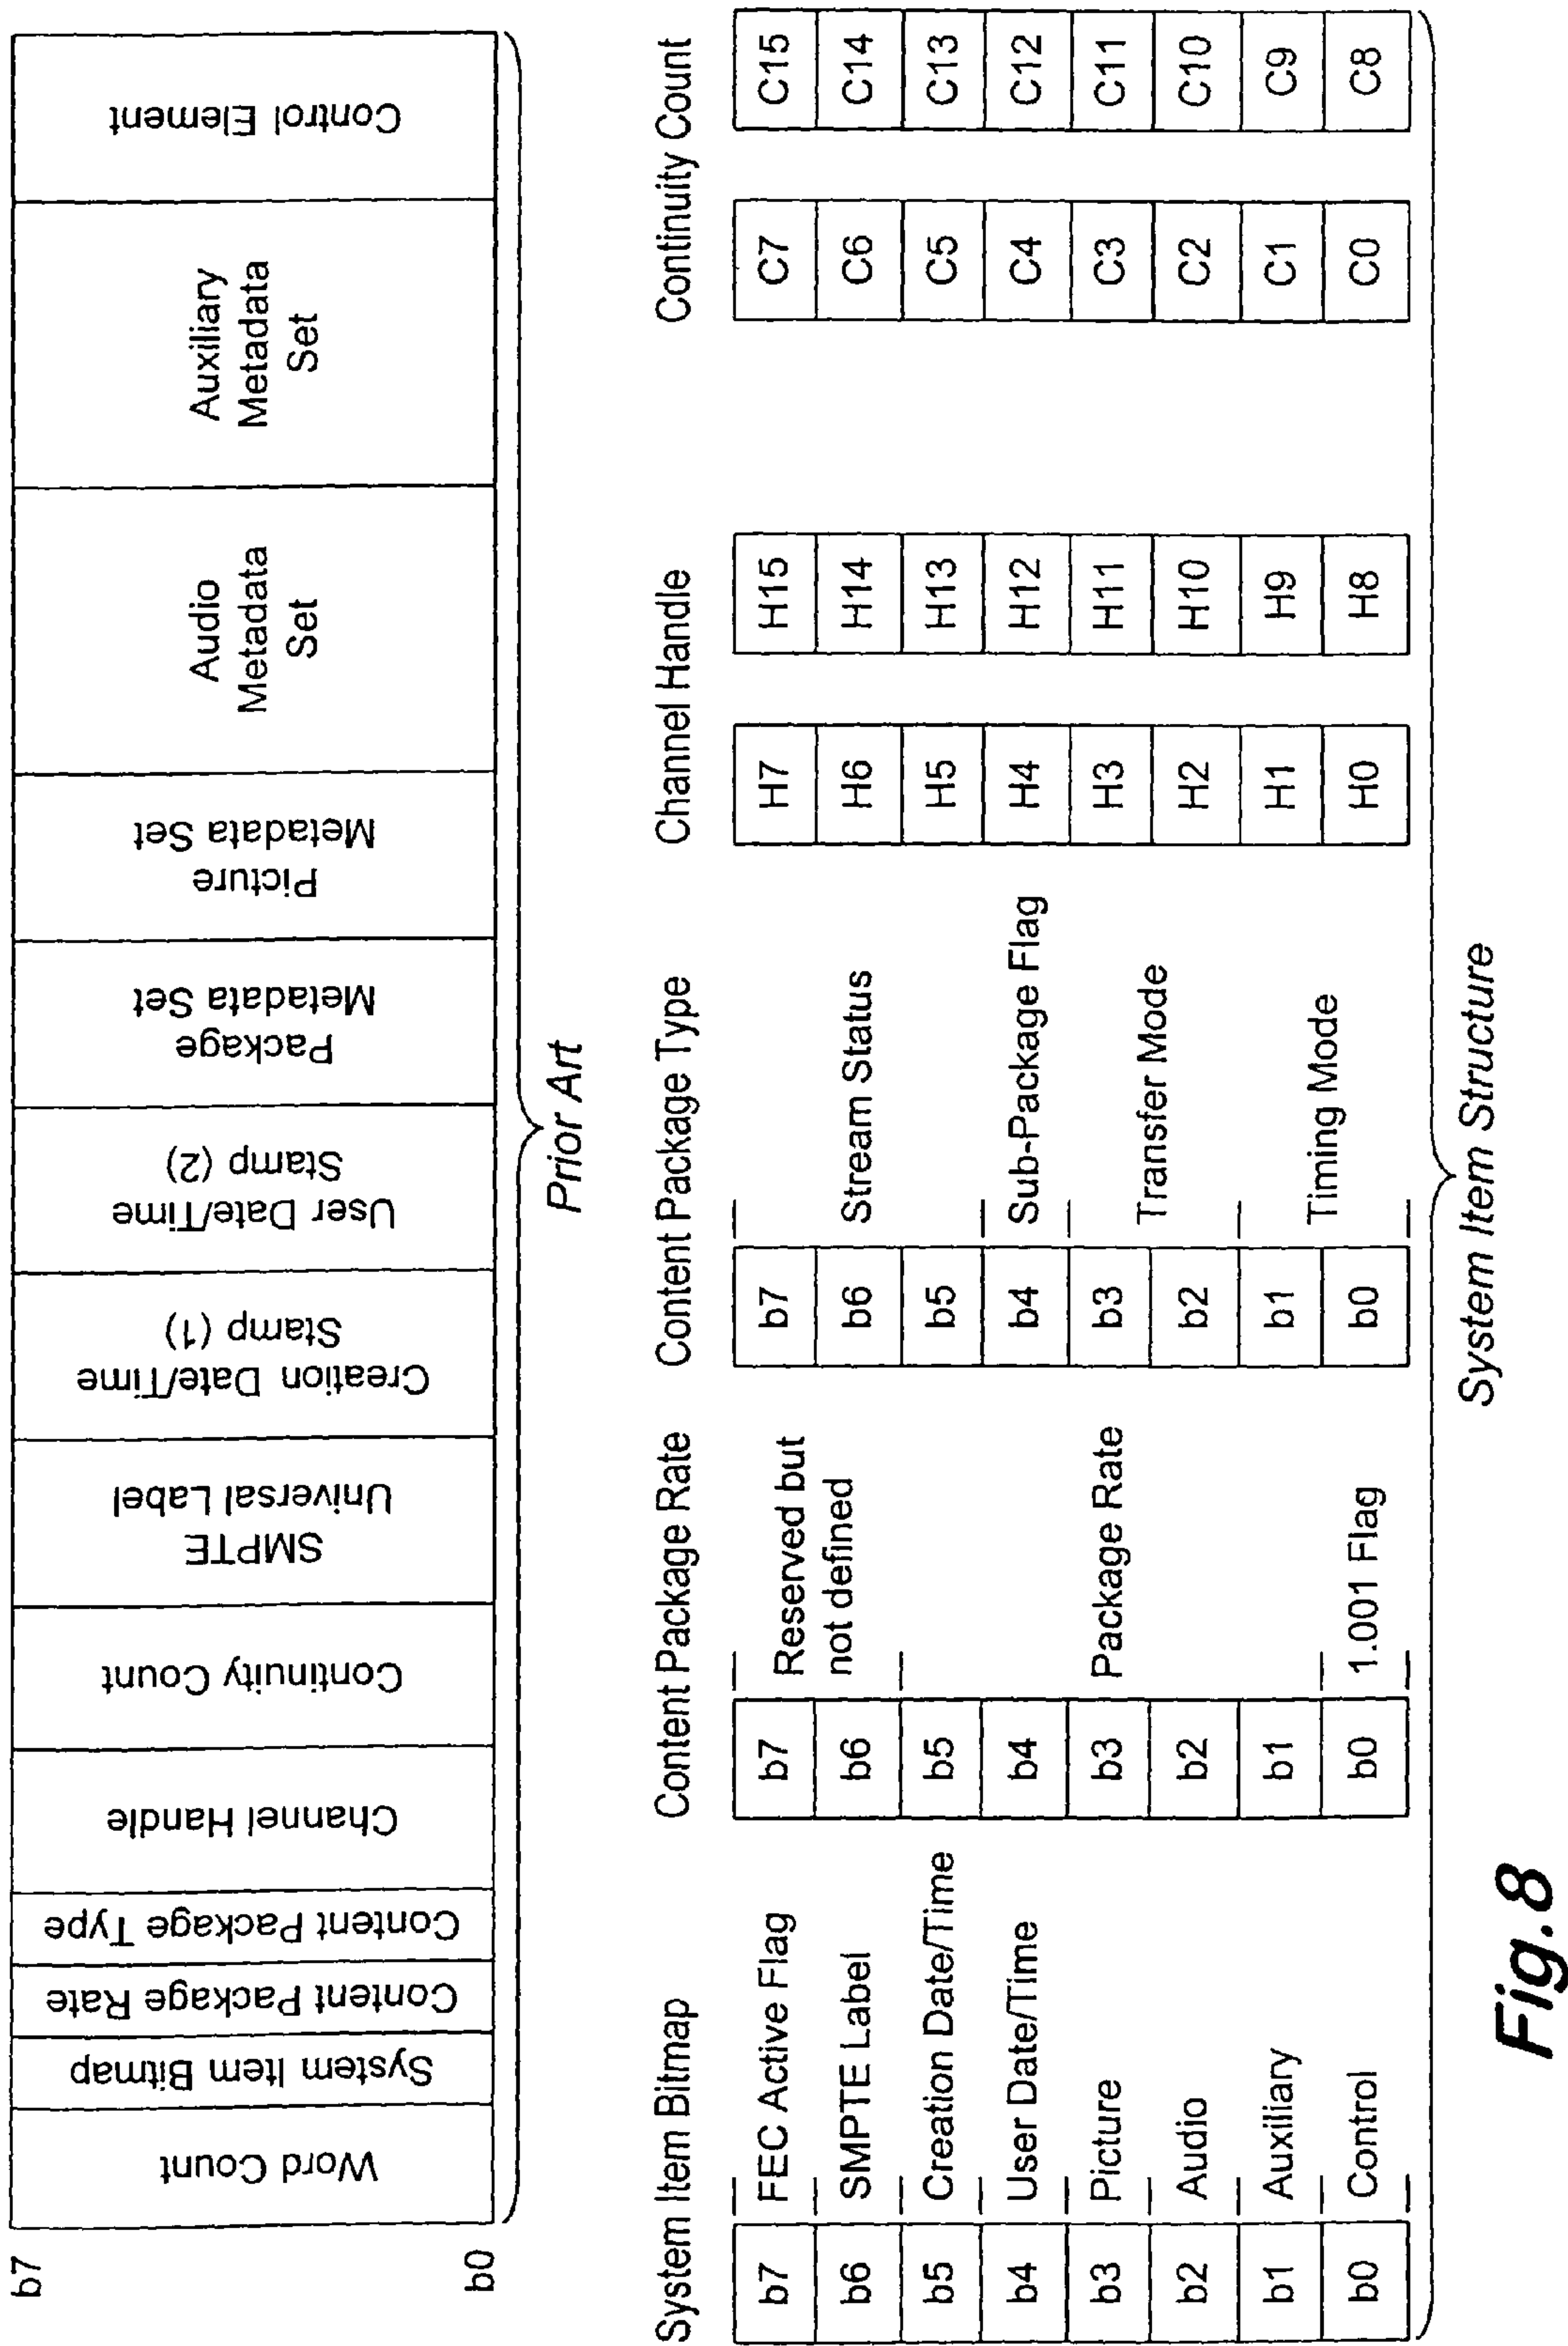 b7
b0
Word Count
System Item Bitmap
Content Package Rate
Content Package Type
Channel Handle
Continuity Count
SMPTE
Universal Label
Creation Date/Time
Stamp (1)
User Date/Time
Stamp (2)
Package
Metadata Set
Picture
Metadata Set
Audio
Metadata
Set
Auxiliary
Metadata
Set
Control Element
Prior Art
System Item Bitmap
b7 FEC Active Flag
b6 SMPTE Label
b5 Creation Date/Time
b4 User Date/Time
b3 Picture
b2 Audio
b1 Auxiliary
b0 Control
Content Package Rate
b7 Reserved but
b6 not defined
b5
b4
b3 Package Rate
b2
b1
b0 1.001 Flag
Content Package Type
b7
b6 Stream Status
b5
b4 Sub-Package Flag
b3
Transfer Mode
b2
b1
Timing Mode
b0
Channel Handle
H7 H15
H6 H14
H5 H13
H4 H12
H3 H11
H2 H10
H1 H9
H0 H8
Continuity Count
C7 C15
C6 C14
C5 C13
C4 C12
C3 C11
C2 C10
C1 C9
C0 C8
System Item Structure
Fig.8